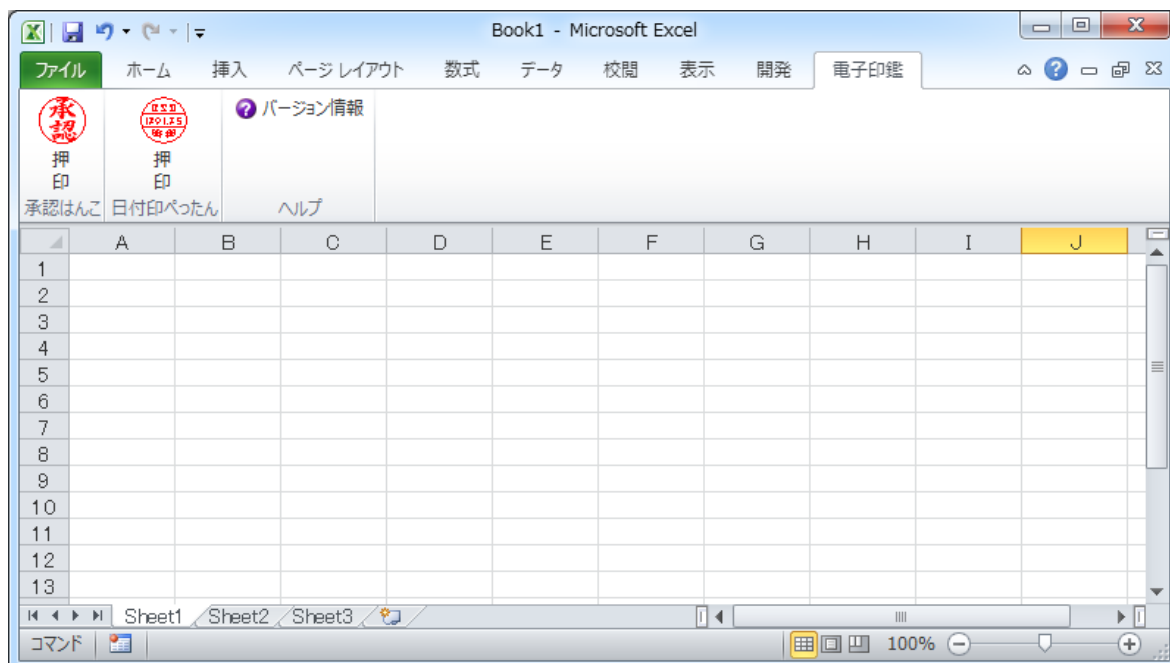 Book1 - Microsoft Excel
ファイル ホーム 挿入 ページ レイアウト 数式 データ 校閲 表示 開発 電子印鑑
承認
押印
承認はんこ
押印
日付印ぺったん
バージョン情報
ヘルプ
A B C D E F G H I J
1
2
3
4
5
6
7
8
9
10
11
12
13
Sheet1 Sheet2 Sheet3
コマンド 100%